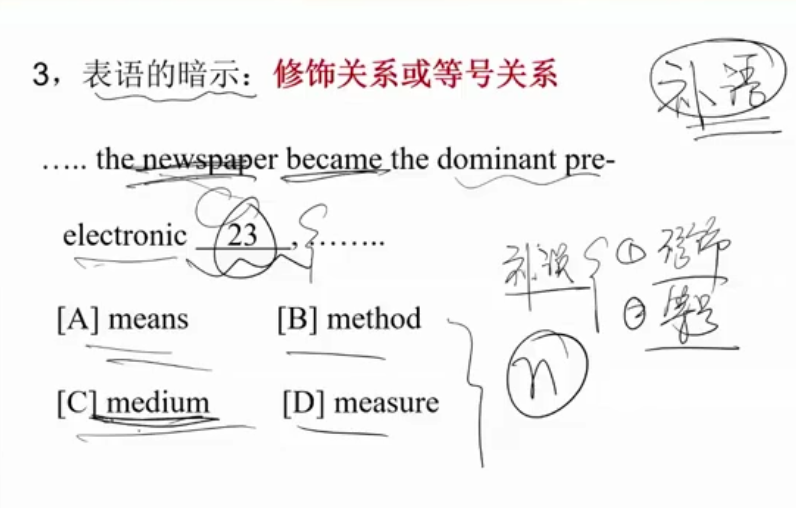 3，表语的暗示：修饰关系或等号关系
补语
….. the newspaper became the dominant pre-
electronic 23 ,……..
补语 { ① 修饰
② 等号
[A] means [B] method
n
[C] medium [D] measure